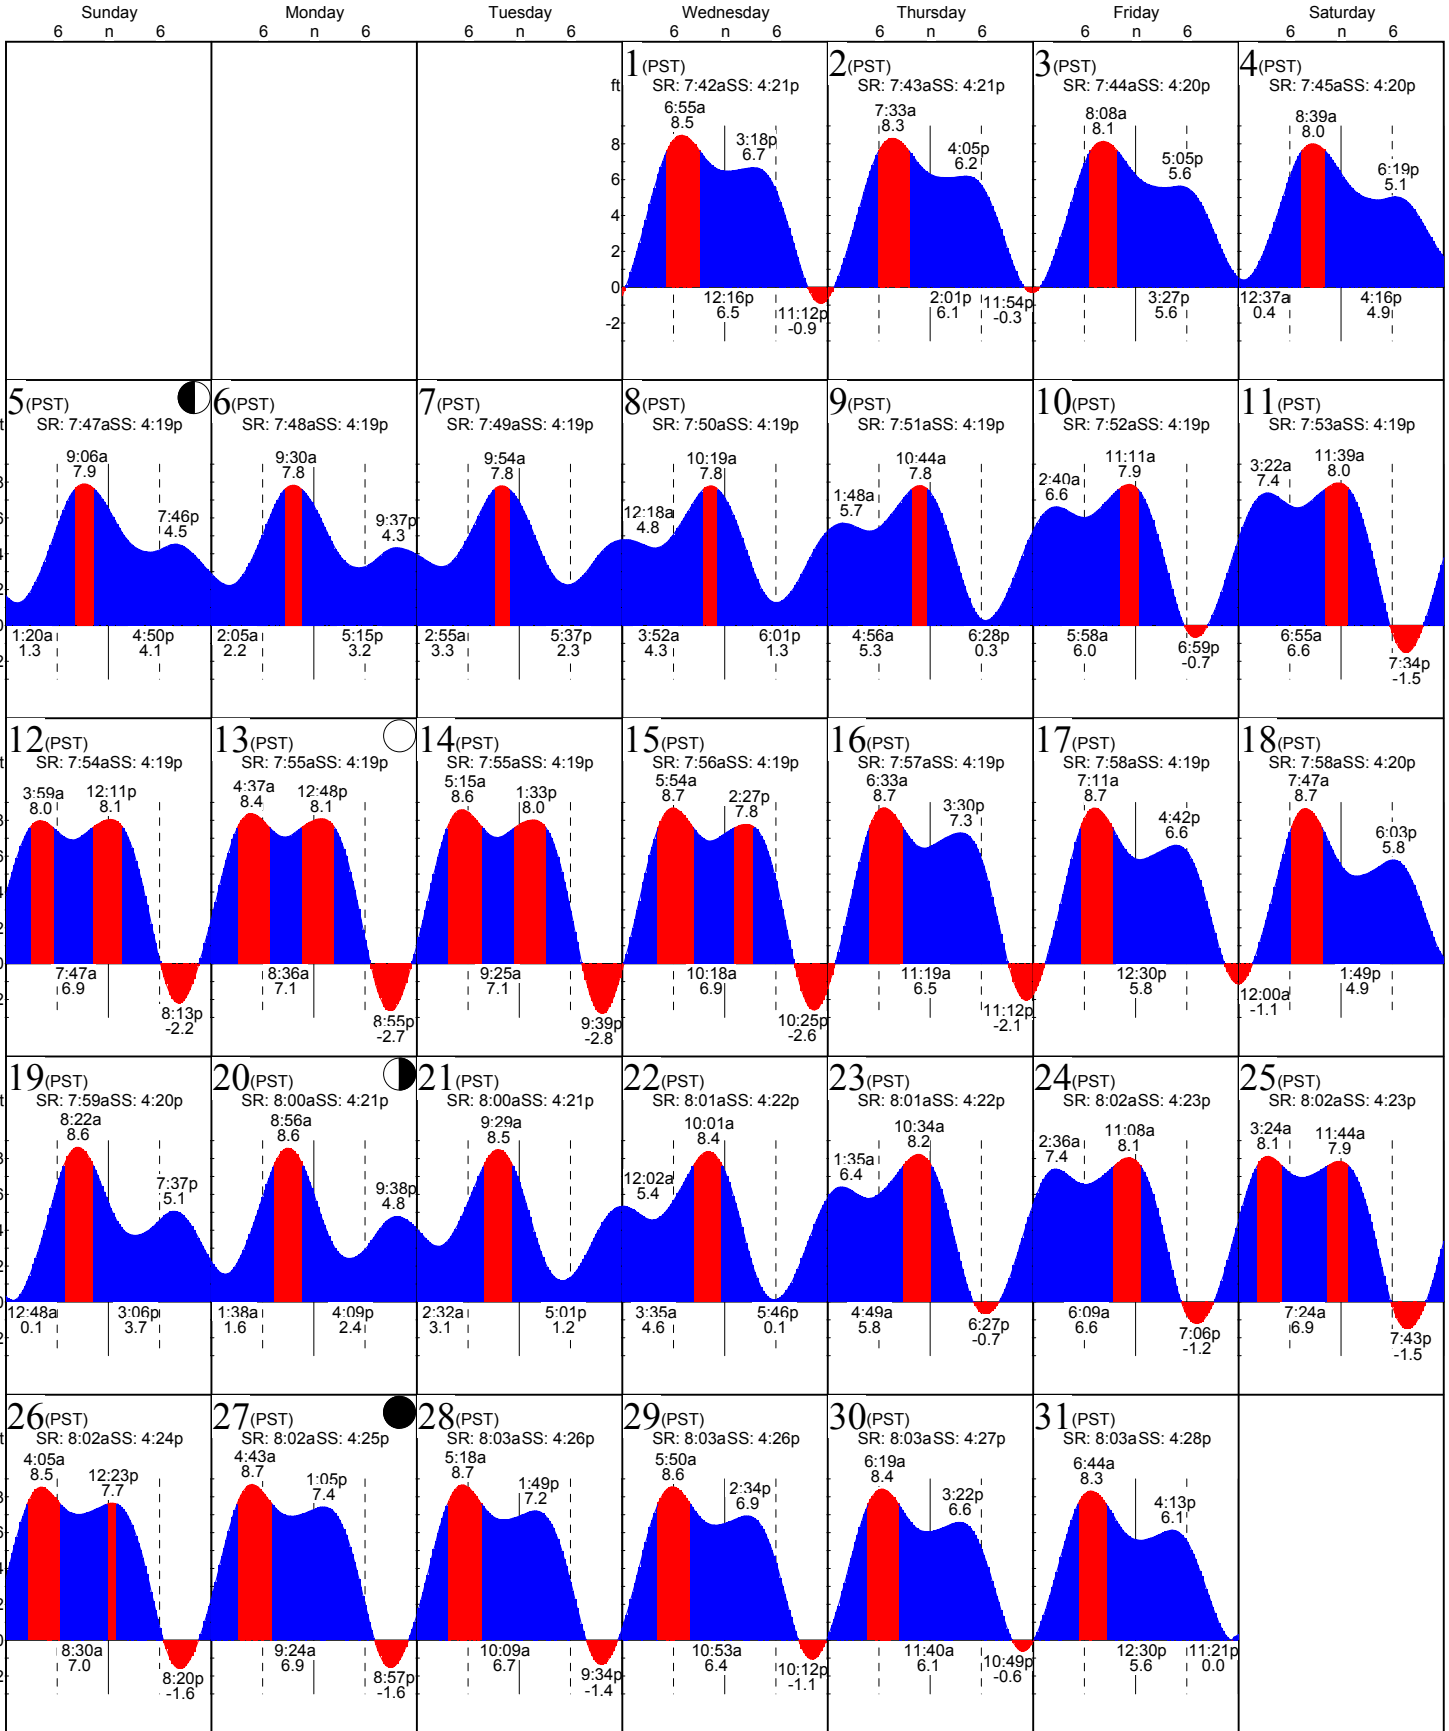 Sunday Monday Tuesday Wednesday Thursday Friday Saturday
6 n 6 6 n 6 6 n 6 6 n 6 6 n 6 6 n 6 6 n 6
1(PST)
ft SR: 7:42aSS: 4:21p
6:55a
8.5
3:18p
6.7
8
6
4
2
0
-2
12:16p
6.5
11:12p
-0.9
2(PST)
SR: 7:43aSS: 4:21p
7:33a
8.3
4:05p
6.2
2:01p
6.1
11:54p
-0.3
3(PST)
SR: 7:44aSS: 4:20p
8:08a
8.1
5:05p
5.6
3:27p
5.6
4(PST)
SR: 7:45aSS: 4:20p
8:39a
8.0
6:19p
5.1
12:37a
0.4
4:16p
4.9
5(PST)
SR: 7:47aSS: 4:19p
9:06a
7.9
7:46p
4.5
1:20a
1.3
4:50p
4.1
6(PST)
SR: 7:48aSS: 4:19p
9:30a
7.8
9:37p
4.3
2:05a
2.2
5:15p
3.2
7(PST)
SR: 7:49aSS: 4:19p
9:54a
7.8
2:55a
3.3
5:37p
2.3
8(PST)
SR: 7:50aSS: 4:19p
10:19a
7.8
12:18a
4.8
3:52a
4.3
6:01p
1.3
9(PST)
SR: 7:51aSS: 4:19p
10:44a
7.8
1:48a
5.7
4:56a
5.3
6:28p
0.3
10(PST)
SR: 7:52aSS: 4:19p
11:11a
7.9
2:40a
6.6
5:58a
6.0
6:59p
-0.7
11(PST)
SR: 7:53aSS: 4:19p
11:39a
8.0
3:22a
7.4
6:55a
6.6
7:34p
-1.5
12(PST)
SR: 7:54aSS: 4:19p
3:59a
8.0
12:11p
8.1
7:47a
6.9
8:13p
-2.2
13(PST)
SR: 7:55aSS: 4:19p
4:37a
8.4
12:48p
8.1
8:36a
7.1
8:55p
-2.7
14(PST)
SR: 7:55aSS: 4:19p
5:15a
8.6
1:33p
8.0
9:25a
7.1
9:39p
-2.8
15(PST)
SR: 7:56aSS: 4:19p
5:54a
8.7
2:27p
7.8
10:18a
6.9
10:25p
-2.6
16(PST)
SR: 7:57aSS: 4:19p
6:33a
8.7
3:30p
7.3
11:19a
6.5
11:12p
-2.1
17(PST)
SR: 7:58aSS: 4:19p
7:11a
8.7
4:42p
6.6
12:30p
5.8
18(PST)
SR: 7:58aSS: 4:20p
7:47a
8.7
6:03p
5.8
12:00a
-1.1
1:49p
4.9
19(PST)
SR: 7:59aSS: 4:20p
8:22a
8.6
7:37p
5.1
12:48a
0.1
3:06p
3.7
20(PST)
SR: 8:00aSS: 4:21p
8:56a
8.6
9:38p
4.8
1:38a
1.6
4:09p
2.4
21(PST)
SR: 8:00aSS: 4:21p
9:29a
8.5
2:32a
3.1
5:01p
1.2
22(PST)
SR: 8:01aSS: 4:22p
10:01a
8.4
12:02a
5.4
3:35a
4.6
5:46p
0.1
23(PST)
SR: 8:01aSS: 4:22p
10:34a
8.2
1:35a
6.4
4:49a
5.8
6:27p
-0.7
24(PST)
SR: 8:02aSS: 4:23p
11:08a
8.1
2:36a
7.4
6:09a
6.6
7:06p
-1.2
25(PST)
SR: 8:02aSS: 4:23p
3:24a
8.1
11:44a
7.9
7:24a
6.9
7:43p
-1.5
26(PST)
SR: 8:02aSS: 4:24p
4:05a
8.5
12:23p
7.7
8:30a
7.0
8:20p
-1.6
27(PST)
SR: 8:02aSS: 4:25p
4:43a
8.7
1:05p
7.4
9:24a
6.9
8:57p
-1.6
28(PST)
SR: 8:03aSS: 4:26p
5:18a
8.7
1:49p
7.2
10:09a
6.7
9:34p
-1.4
29(PST)
SR: 8:03aSS: 4:26p
5:50a
8.6
2:34p
6.9
10:53a
6.4
10:12p
-1.1
30(PST)
SR: 8:03aSS: 4:27p
6:19a
8.4
3:22p
6.6
11:40a
6.1
10:49p
-0.6
31(PST)
SR: 8:03aSS: 4:28p
6:44a
8.3
4:13p
6.1
12:30p
5.6
11:21p
0.0